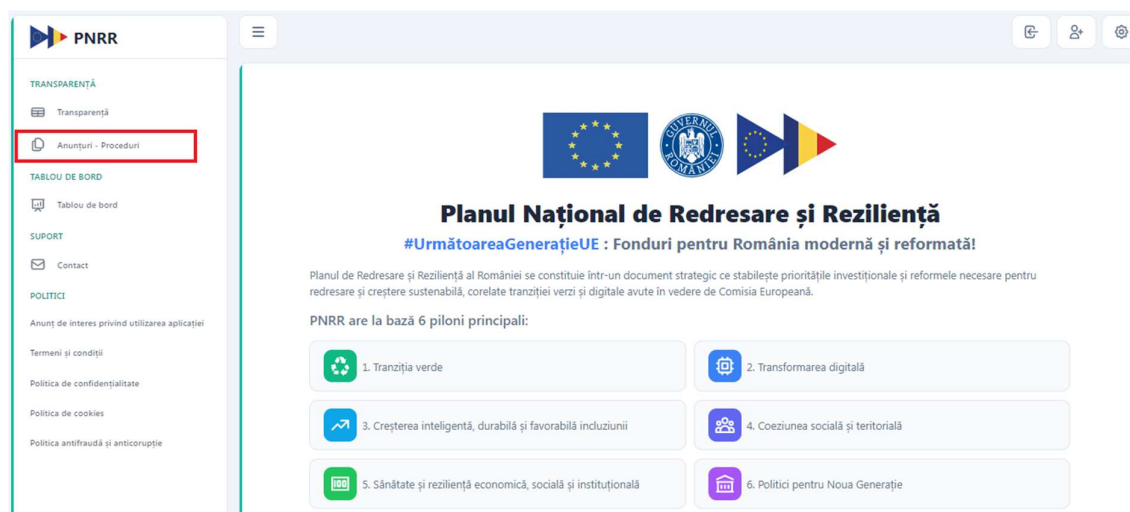 PNRR
TRANSPARENȚĂ
Transparență
Anunțuri - Proceduri
TABLOU DE BORD
Tablou de bord
SUPORT
Contact
POLITICI
Anunț de interes privind utilizarea aplicației
Termeni și condiții
Politica de confidențialitate
Politica de cookies
Politica antifraudă și anticorupție
GUVERNUL ROMÂNIEI
Planul Național de Redresare și Reziliență
#UrmătoareaGenerațieUE : Fonduri pentru România modernă și reformată!
Planul de Redresare și Reziliență al României se constituie într-un document strategic ce stabilește prioritățile investiționale și reformele necesare pentru
redresare și creștere sustenabilă, corelate tranziției verzi și digitale avute în vedere de Comisia Europeană.
PNRR are la bază 6 piloni principali:
1. Tranziția verde
2. Transformarea digitală
3. Creșterea inteligentă, durabilă și favorabilă incluziunii
4. Coeziunea socială și teritorială
5. Sănătate și reziliență economică, socială și instituțională
6. Politici pentru Noua Generație